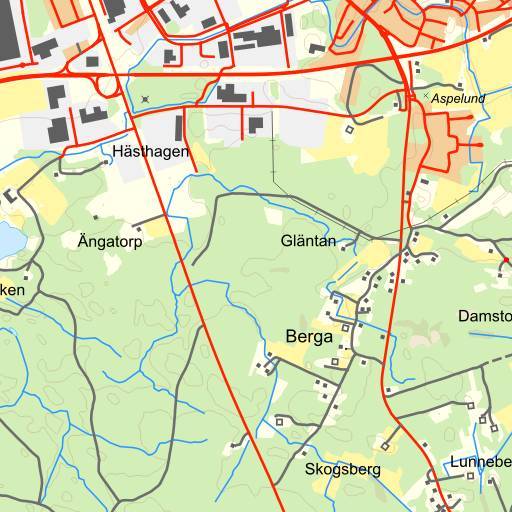 Aspelund
Hästhagen
Ängatorp
Gläntan
ken
Damsto
Berga
Skogsberg
Lunnebe